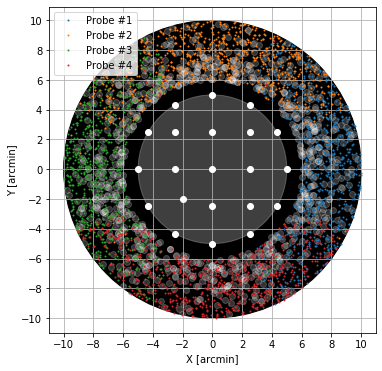 Probe #1
Probe #2
Probe #3
Probe #4
10
8
6
4
2
0
−2
−4
−6
−8
−10
Y [arcmin]
−10 −8 −6 −4 −2 0 2 4 6 8 10
X [arcmin]